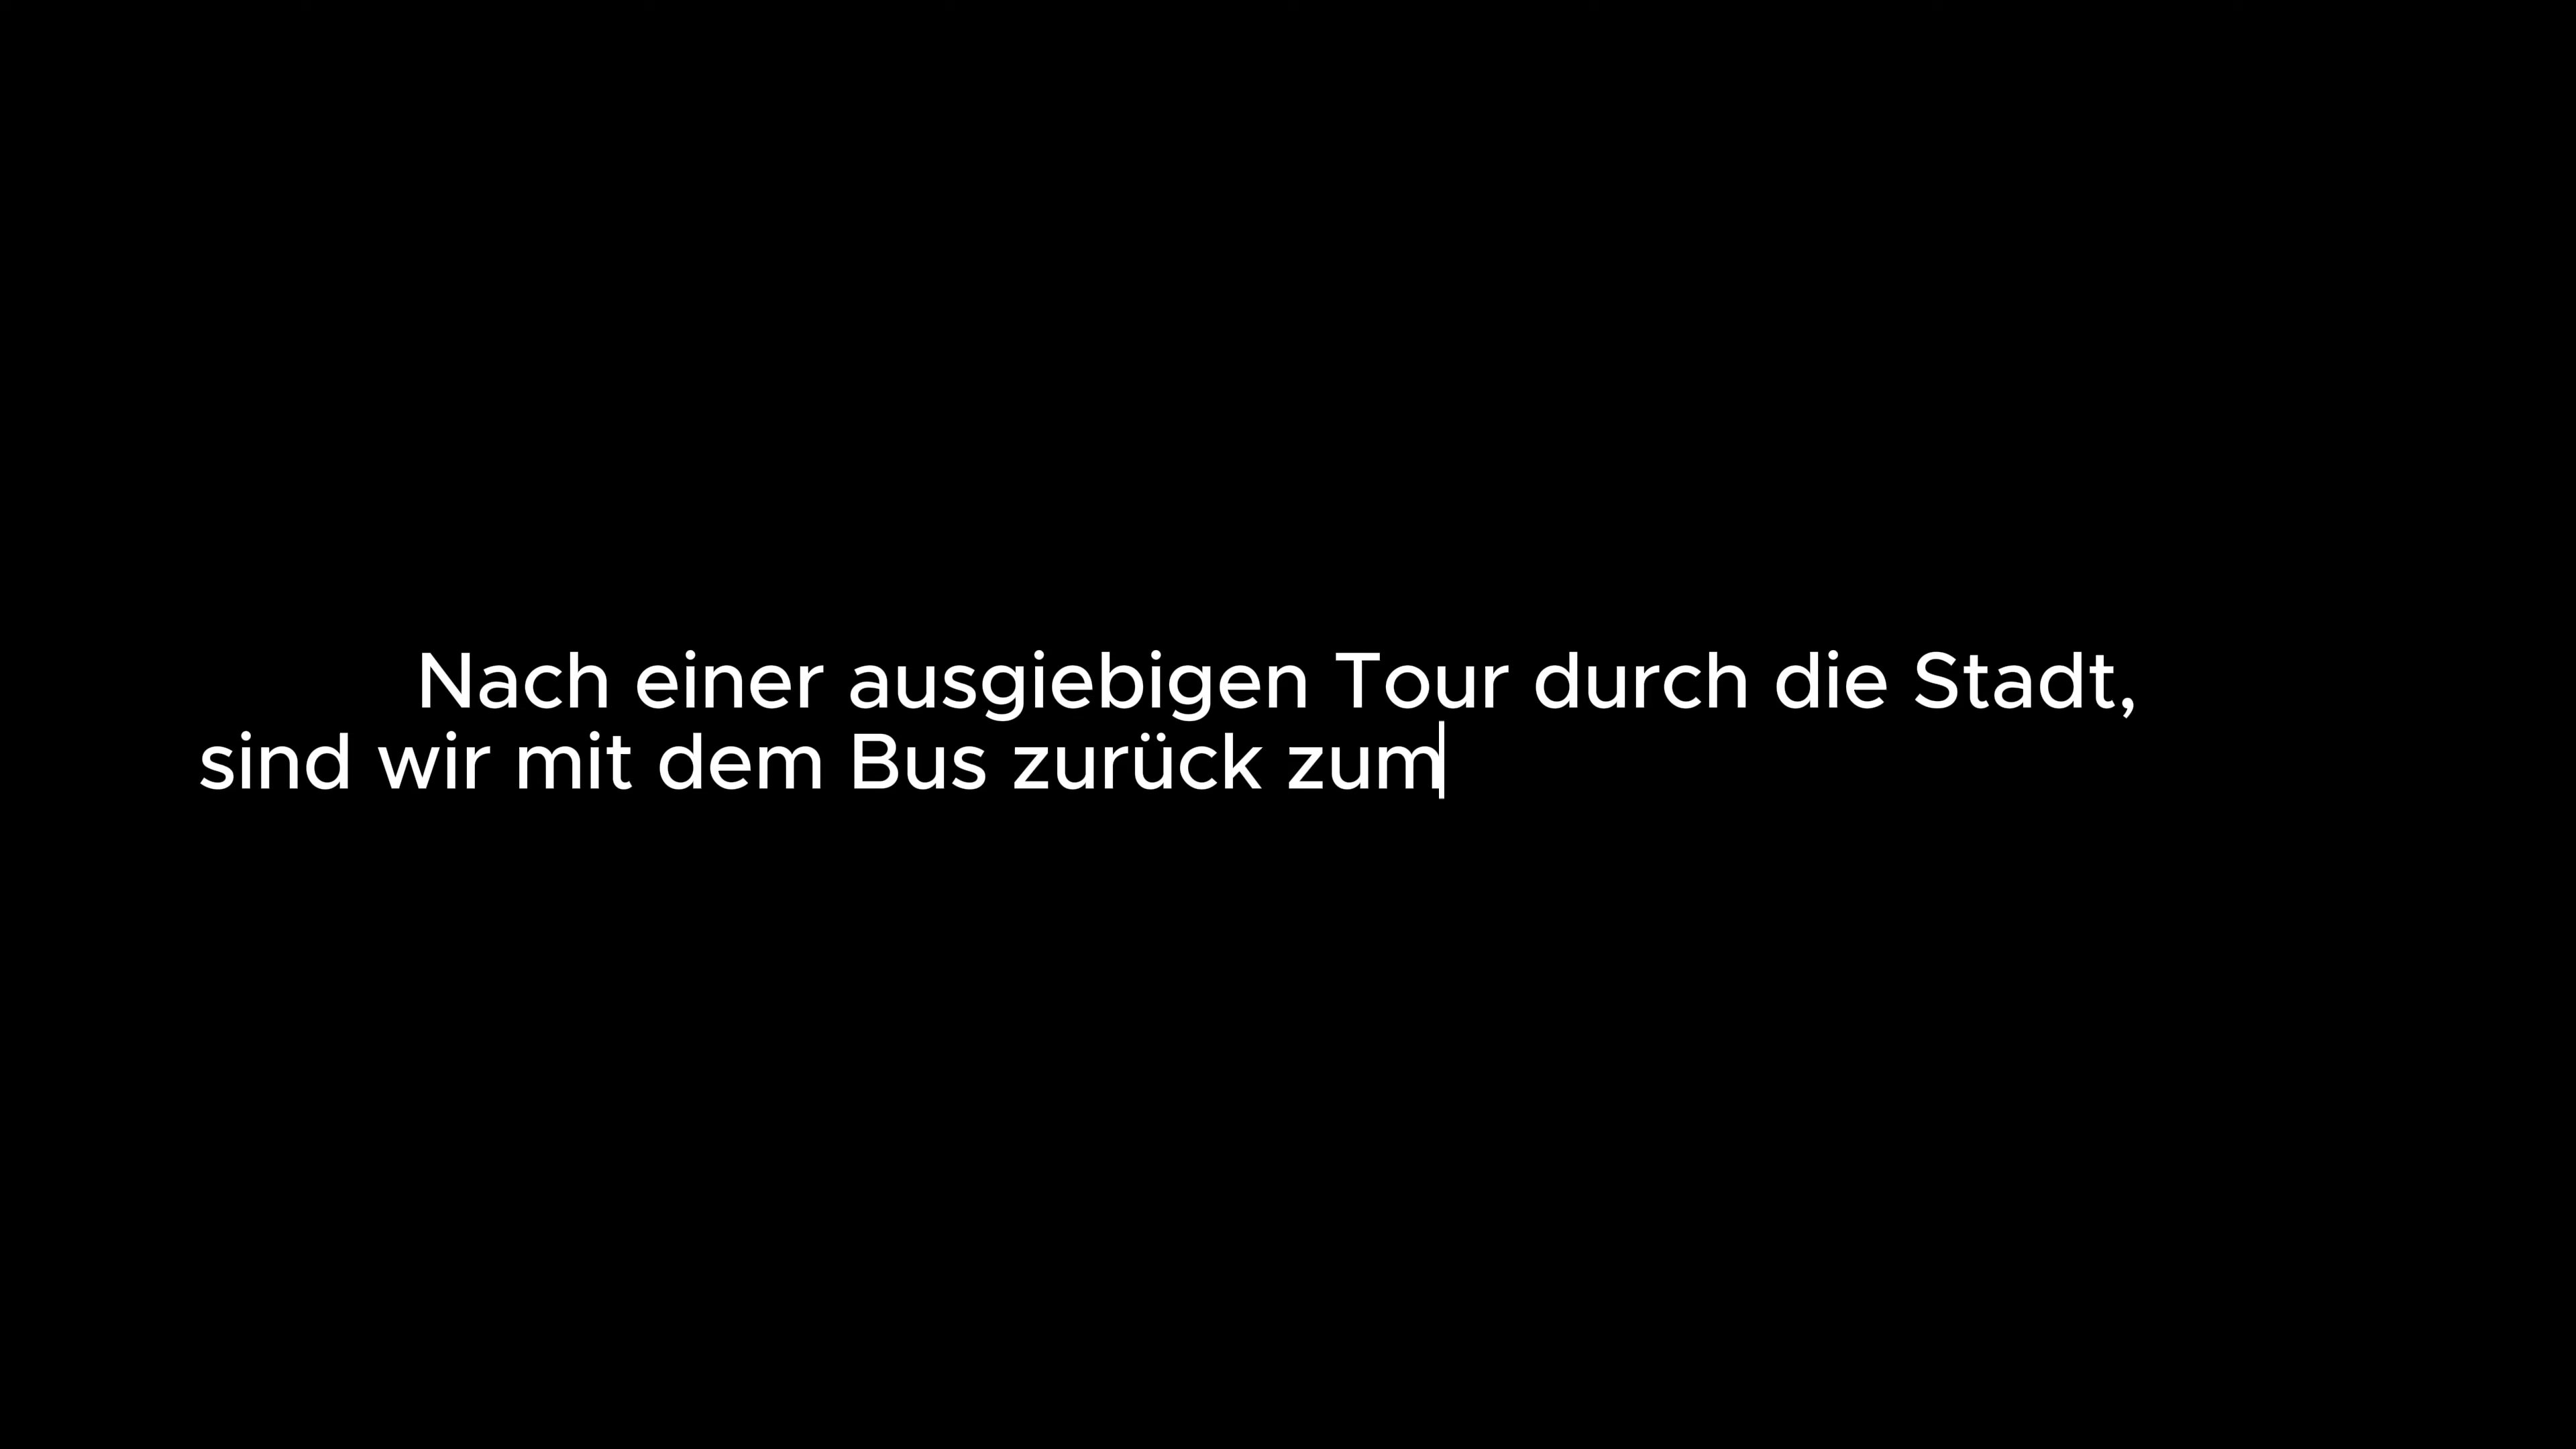 Nach einer ausgiebigen Tour durch die Stadt,
sind wir mit dem Bus zurück zum